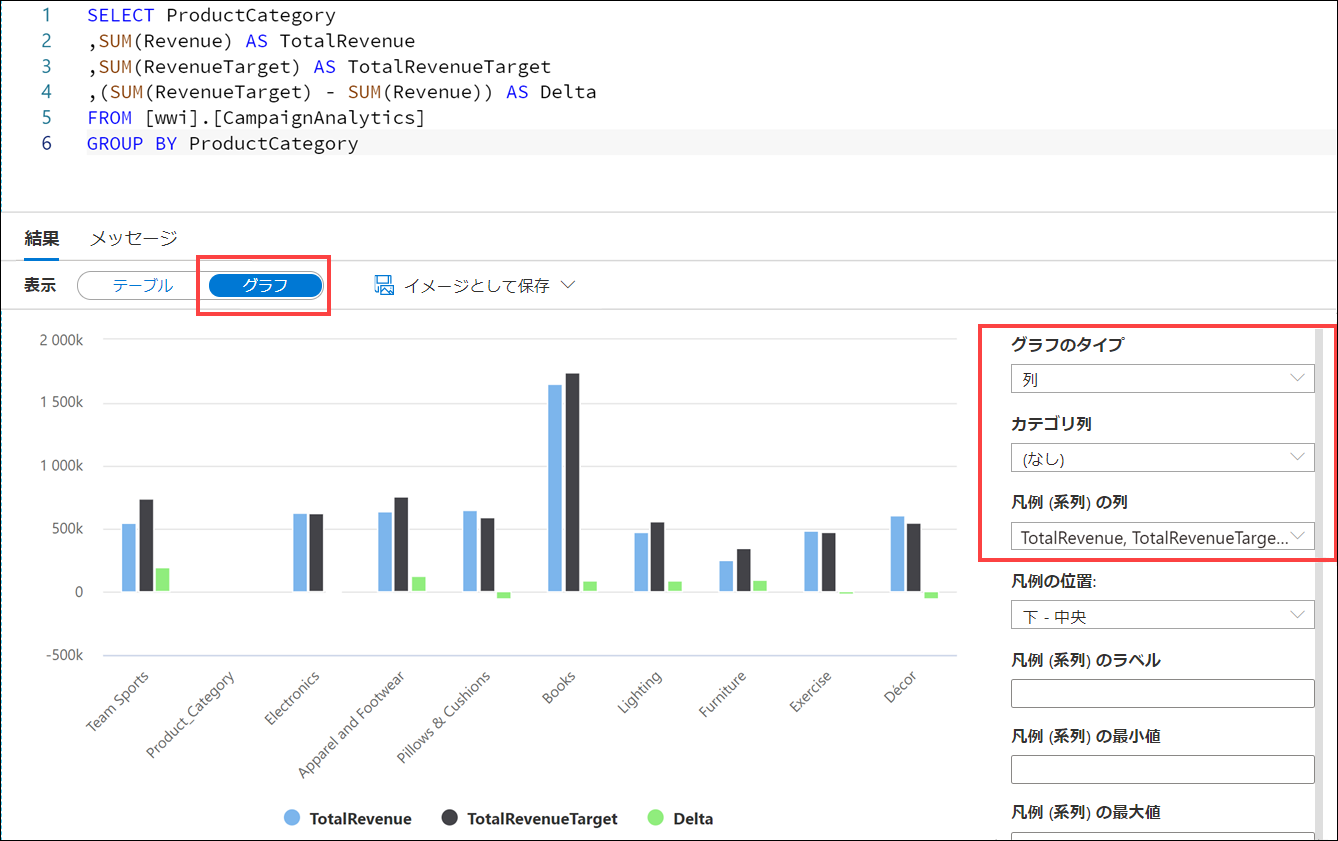 1 SELECT ProductCategory
2 ,SUM(Revenue) AS TotalRevenue
3 ,SUM(RevenueTarget) AS TotalRevenueTarget
4 ,(SUM(RevenueTarget) - SUM(Revenue)) AS Delta
5 FROM [wwi].[CampaignAnalytics]
6 GROUP BY ProductCategory
結果 メッセージ
表示 テーブル グラフ イメージとして保存
2 000k
1 500k
1 000k
500k
0
-500k
Team Sports
Product_Category
Electronics
Apparel and Footwear
Pillows & Cushions
Books
Lighting
Furniture
Exercise
Décor
TotalRevenue TotalRevenueTarget Delta
グラフのタイプ
列
カテゴリ列
(なし)
凡例 (系列) の列
TotalRevenue, TotalRevenueTarge...
凡例の位置:
下 - 中央
凡例 (系列) のラベル
凡例 (系列) の最小値
凡例 (系列) の最大値